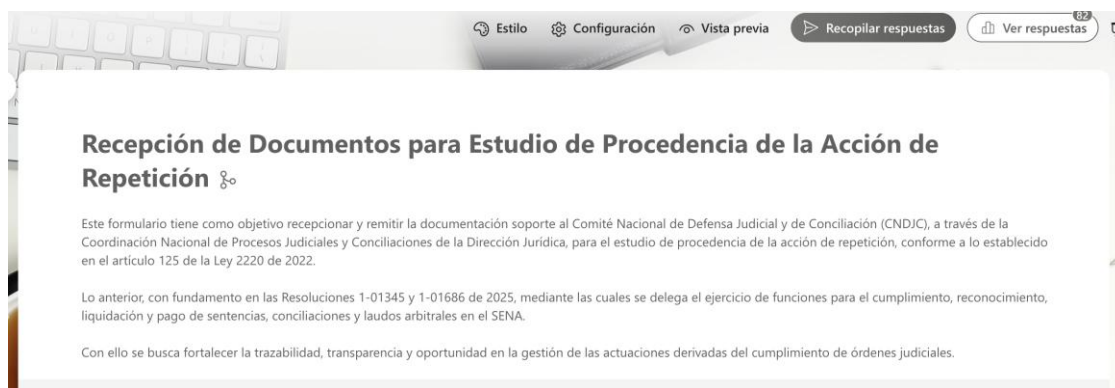 Estilo Configuración Vista previa Recopilar respuestas Ver respuestas 82
Recepción de Documentos para Estudio de Procedencia de la Acción de
Repetición
Este formulario tiene como objetivo recepcionar y remitir la documentación soporte al Comité Nacional de Defensa Judicial y de Conciliación (CNDJC), a través de la
Coordinación Nacional de Procesos Judiciales y Conciliaciones de la Dirección Jurídica, para el estudio de procedencia de la acción de repetición, conforme a lo establecido
en el artículo 125 de la Ley 2220 de 2022.
Lo anterior, con fundamento en las Resoluciones 1-01345 y 1-01686 de 2025, mediante las cuales se delega el ejercicio de funciones para el cumplimiento, reconocimiento,
liquidación y pago de sentencias, conciliaciones y laudos arbitrales en el SENA.
Con ello se busca fortalecer la trazabilidad, transparencia y oportunidad en la gestión de las actuaciones derivadas del cumplimiento de órdenes judiciales.